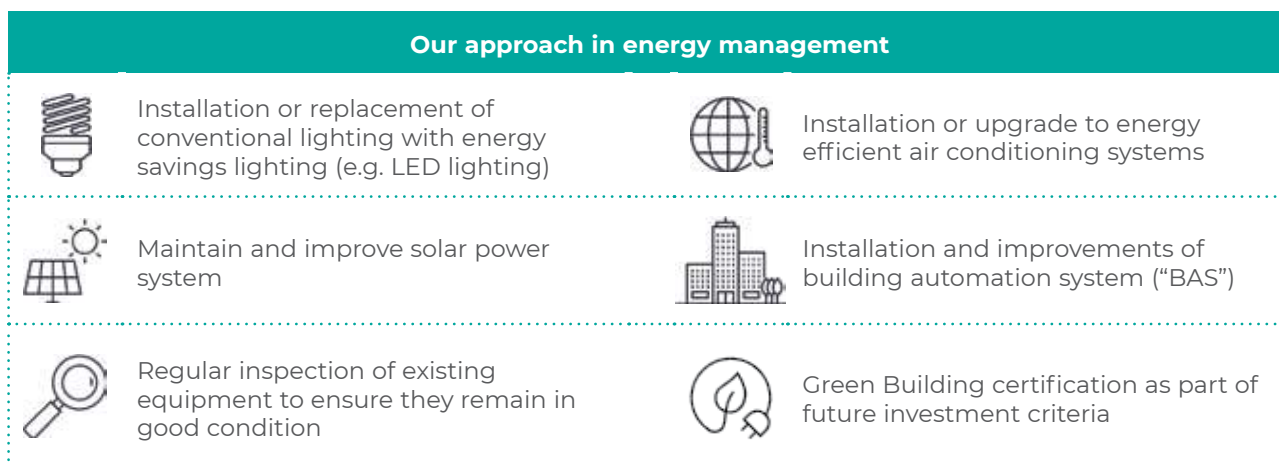 Our approach in energy management
Installation or replacement of
conventional lighting with energy
savings lighting (e.g. LED lighting)
Installation or upgrade to energy
efficient air conditioning systems
Maintain and improve solar power
system
Installation and improvements of
building automation system (“BAS”)
Regular inspection of existing
equipment to ensure they remain in
good condition
Green Building certification as part of
future investment criteria